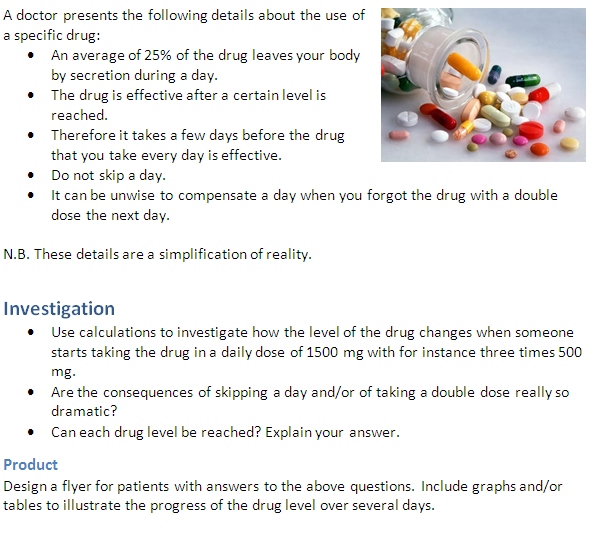 A doctor presents the following details about the use of
a specific drug:
• An average of 25% of the drug leaves your body
by secretion during a day.
• The drug is effective after a certain level is
reached.
• Therefore it takes a few days before the drug
that you take every day is effective.
• Do not skip a day.
• It can be unwise to compensate a day when you forgot the drug with a double
dose the next day.
N.B. These details are a simplification of reality.
Investigation
• Use calculations to investigate how the level of the drug changes when someone
starts taking the drug in a daily dose of 1500 mg with for instance three times 500
mg.
• Are the consequences of skipping a day and/or of taking a double dose really so
dramatic?
• Can each drug level be reached? Explain your answer.
Product
Design a flyer for patients with answers to the above questions. Include graphs and/or
tables to illustrate the progress of the drug level over several days.